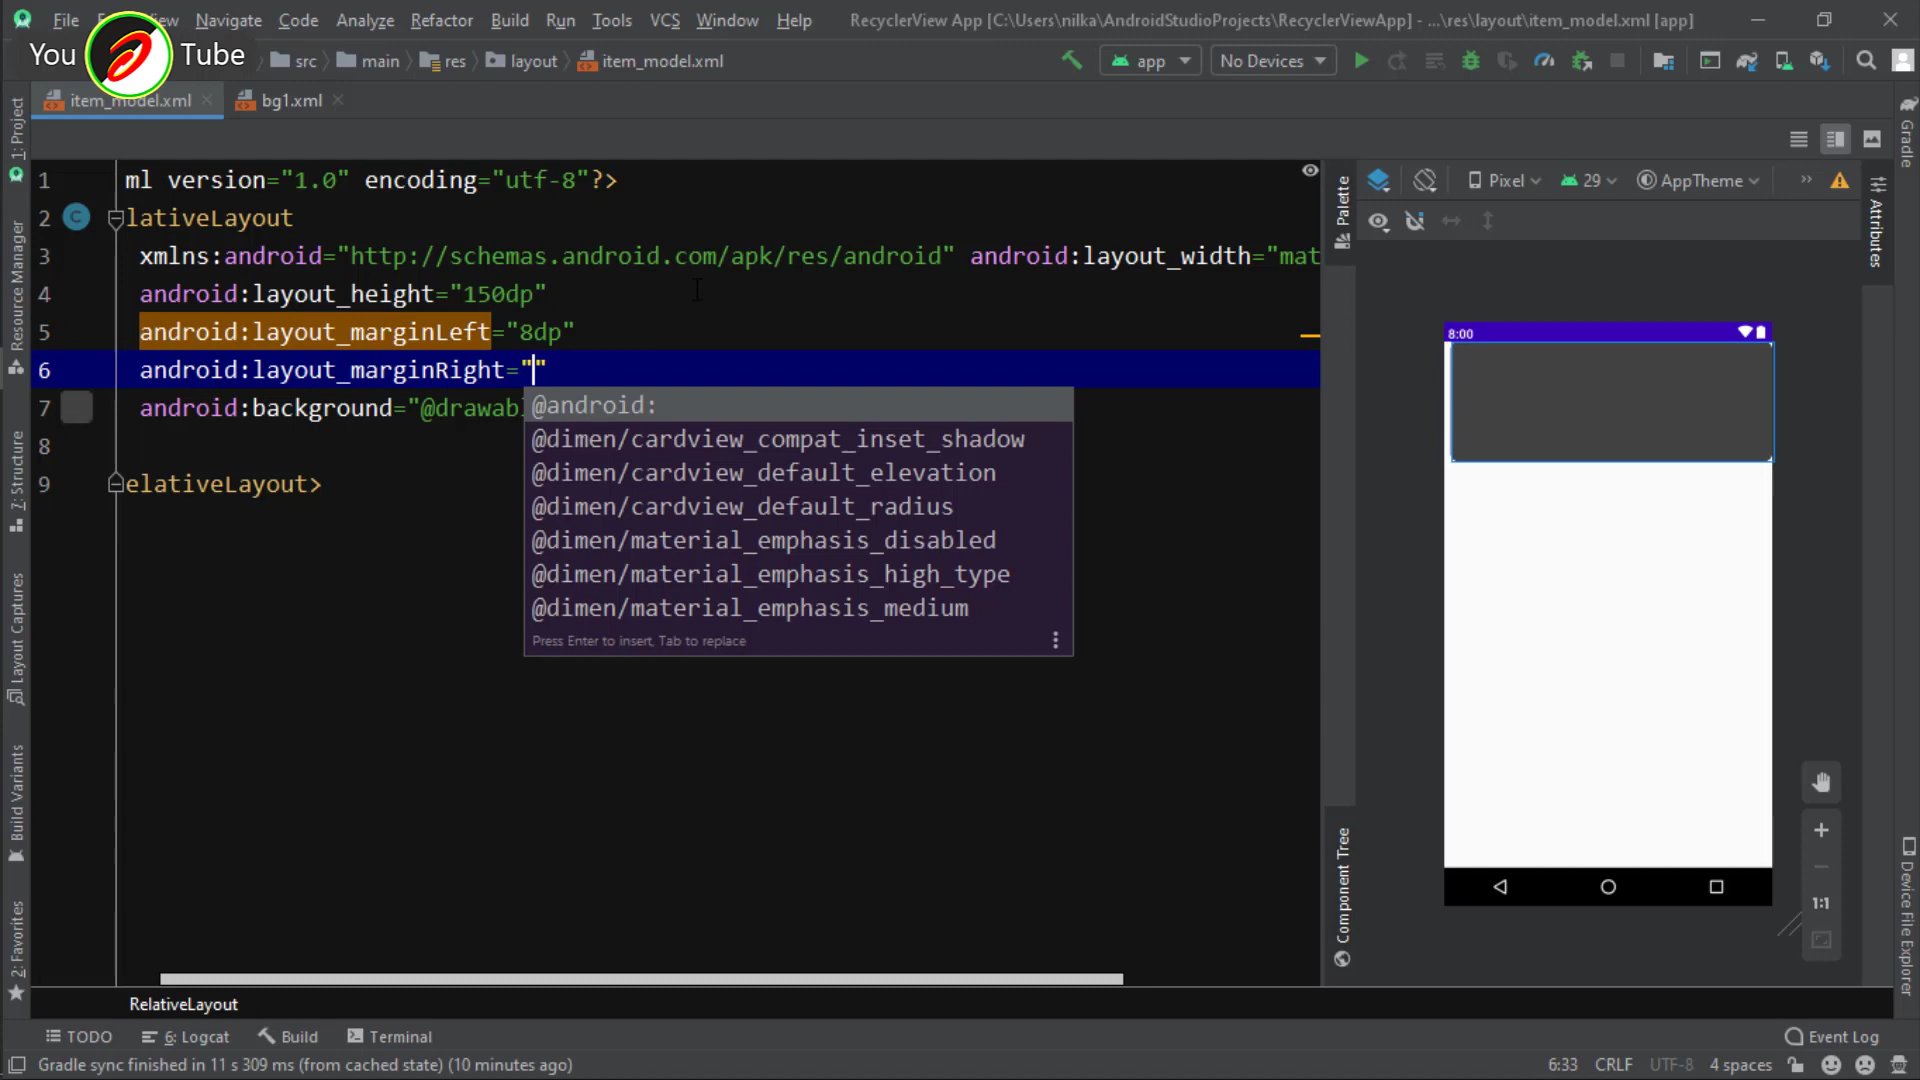 File View Navigate Code Analyze Refactor Build Run Tools VCS Window Help RecyclerView App [C:\Users\nilka\AndroidStudioProjects\RecyclerViewApp] - ...\res\layout\item_model.xml [app]
You Tube src main res layout item_model.xml app No Devices
item_model.xml bg1.xml
1 ml version="1.0" encoding="utf-8"?>
2 lativeLayout
3 xmlns:android="http://schemas.android.com/apk/res/android" android:layout_width="mat
4 android:layout_height="150dp"
5 android:layout_marginLeft="8dp"
6 android:layout_marginRight=""
7 android:background="@drawabl
8
9 elativeLayout>
@android:
@dimen/cardview_compat_inset_shadow
@dimen/cardview_default_elevation
@dimen/cardview_default_radius
@dimen/material_emphasis_disabled
@dimen/material_emphasis_high_type
@dimen/material_emphasis_medium
Press Enter to insert, Tab to replace
1: Project
Resource Manager
7: Structure
Layout Captures
Build Variants
2: Favorites
Palette
Component Tree
Pixel 29 AppTheme
8:00
1:1
Gradle
Attributes
Device File Explorer
RelativeLayout
TODO 6: Logcat Build Terminal Event Log
Gradle sync finished in 11 s 309 ms (from cached state) (10 minutes ago) 6:33 CRLF UTF-8 4 spaces